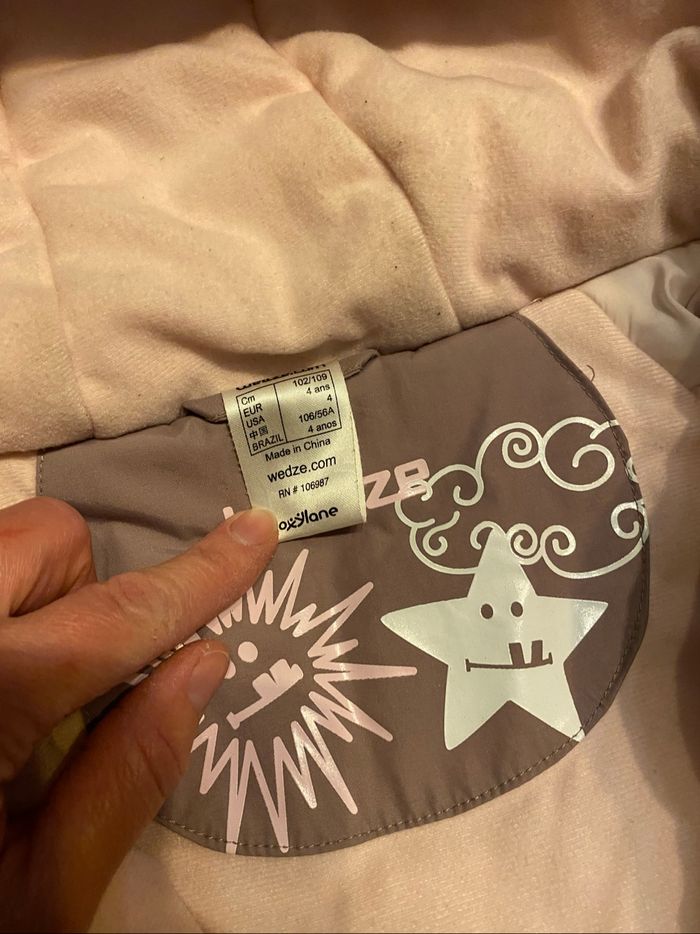 Cm 102/109
EUR 4 ans
USA 4
中国 106/56A
BRAZIL 4 anos
Made in China
wedze.com
RN # 106987
oxylane